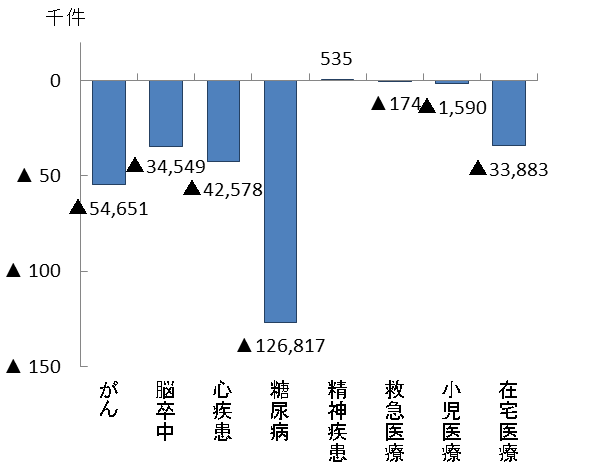 千件
535
0
▲ 174
▲ 1,590
▲ 34,549
▲ 33,883
▲ 50
▲ 42,578
▲ 54,651
▲ 100
▲ 126,817
▲ 150
がん
脳卒中
心疾患
糖尿病
精神疾患
救急医療
小児医療
在宅医療